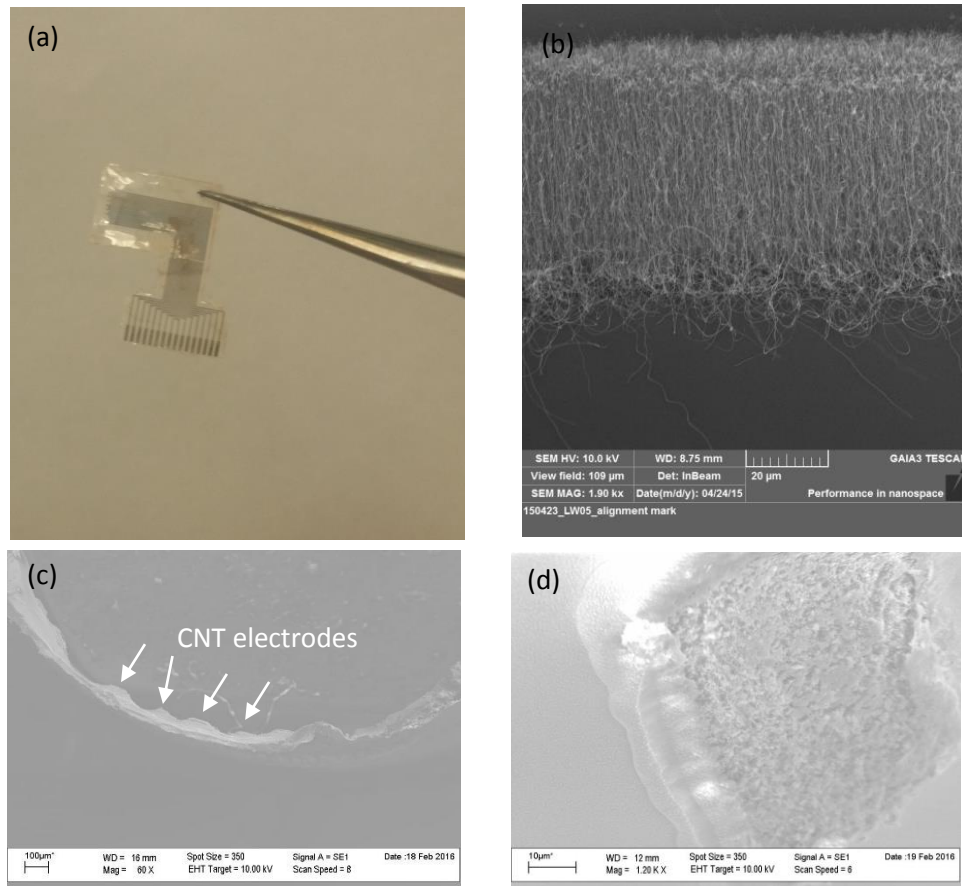 (a)
(b)
SEM HV: 10.0 kV WD: 8.75 mm GAIA3 TESCAN
View field: 109 µm Det: InBeam 20 µm
SEM MAG: 1.90 kx Date(m/d/y): 04/24/15 Performance in nanospace
150423_LW05_alignment mark
(c)
CNT electrodes
100µm* WD = 16 mm Spot Size = 350 Signal A = SE1 Date :18 Feb 2016
Mag = 60 X EHT Target = 10.00 kV Scan Speed = 8
(d)
10µm* WD = 12 mm Spot Size = 350 Signal A = SE1 Date :19 Feb 2016
Mag = 1.20 K X EHT Target = 10.00 kV Scan Speed = 6